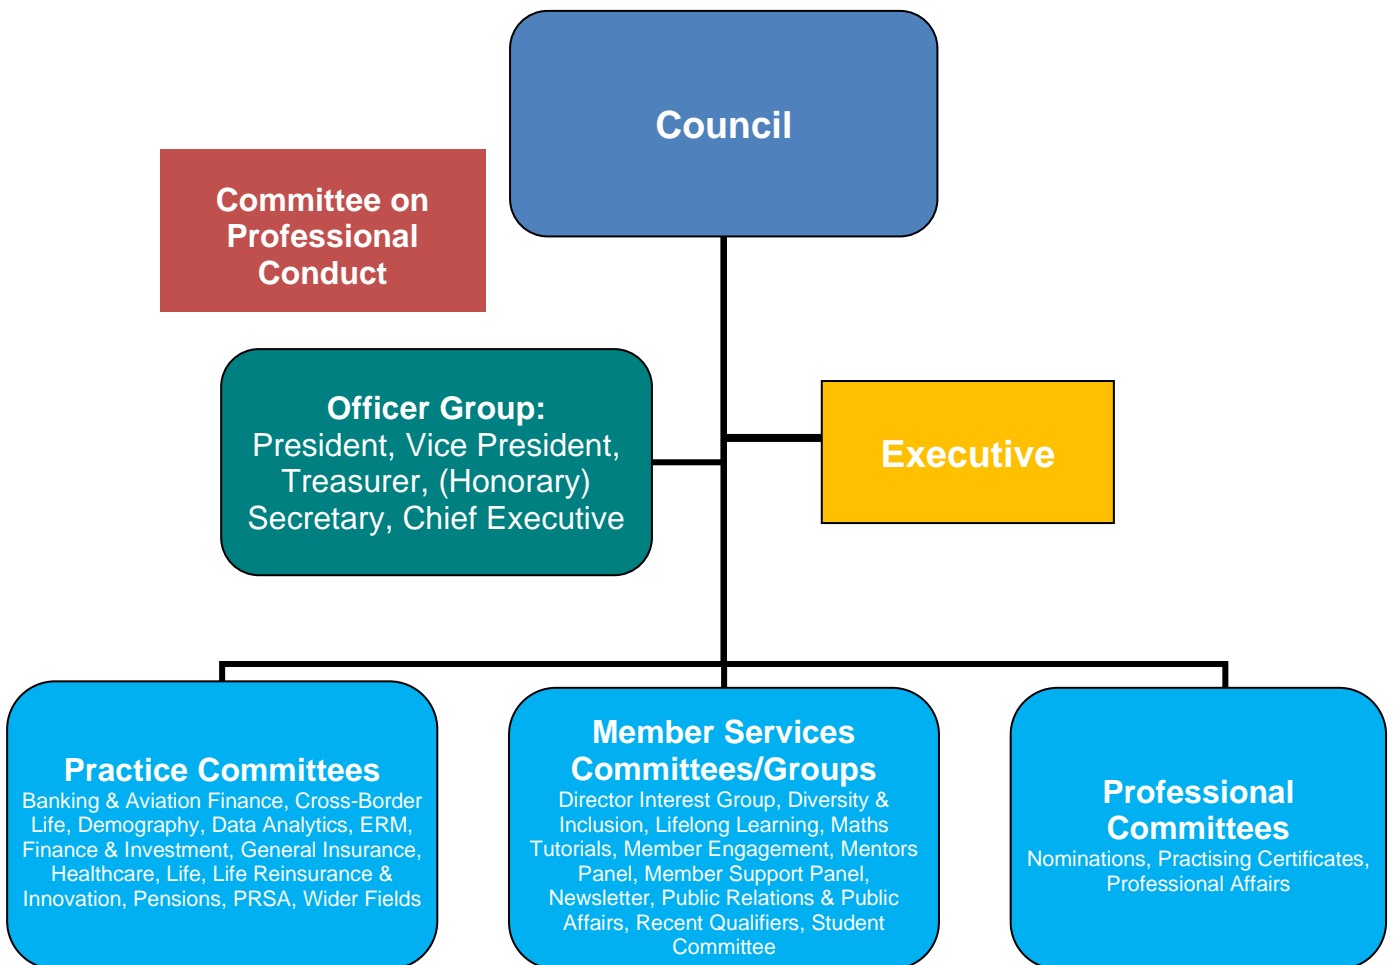 Council
Committee on
Professional
Conduct
Officer Group:
President, Vice President,
Treasurer, (Honorary)
Secretary, Chief Executive
Executive
Practice Committees
Banking & Aviation Finance, Cross-Border
Life, Demography, Data Analytics, ERM,
Finance & Investment, General Insurance,
Healthcare, Life, Life Reinsurance &
Innovation, Pensions, PRSA, Wider Fields
Member Services
Committees/Groups
Director Interest Group, Diversity &
Inclusion, Lifelong Learning, Maths
Tutorials, Member Engagement, Mentors
Panel, Member Support Panel,
Newsletter, Public Relations & Public
Affairs, Recent Qualifiers, Student
Committee
Professional
Committees
Nominations, Practising Certificates,
Professional Affairs